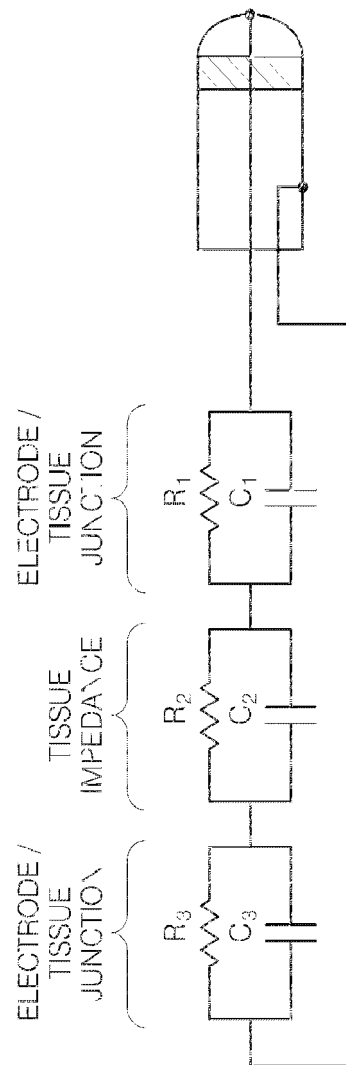 ELECTRODE /
TISSUE
JUNCTION
R3
C3
TISSUE
IMPEDANCE
R2
C2
ELECTRODE /
TISSUE
JUNCTION
R1
C1